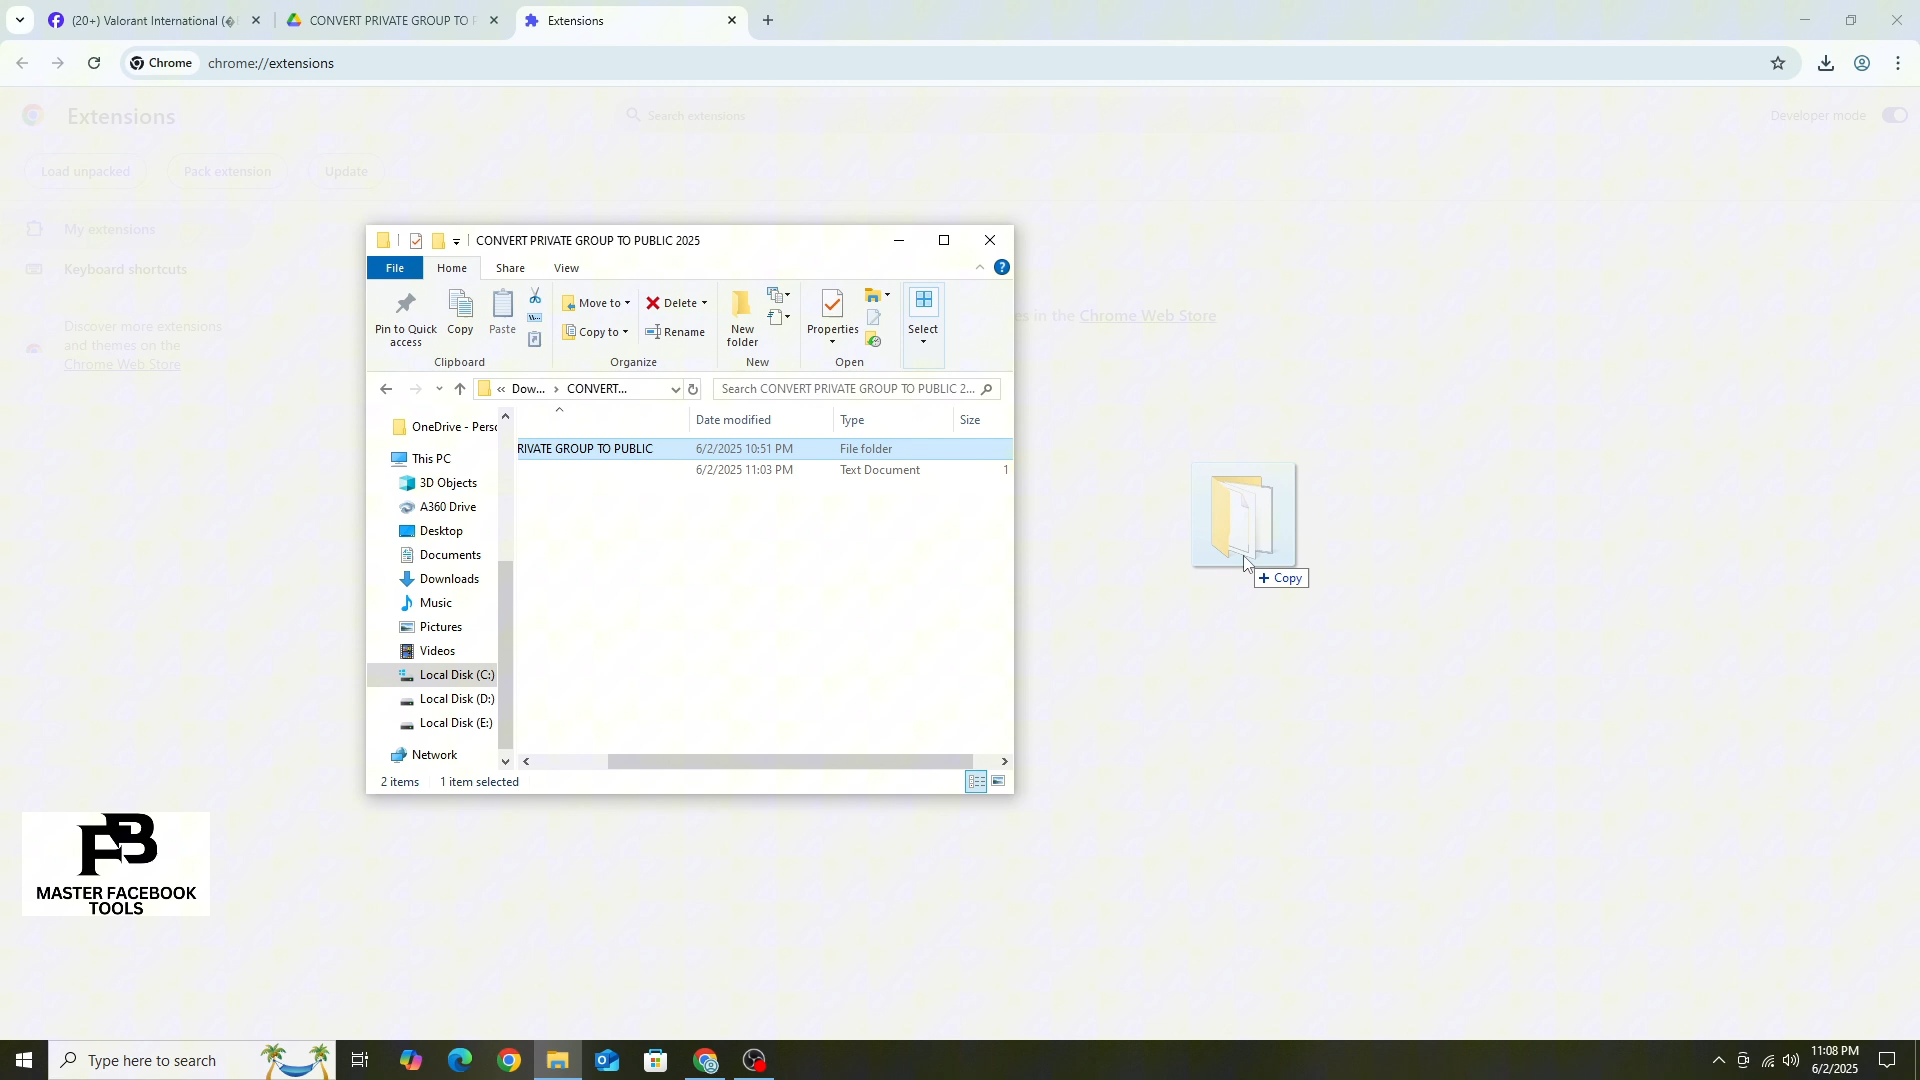 (20+) Valorant International (
CONVERT PRIVATE GROUP TO P
Extensions
Chrome
chrome://extensions
Extensions
Search extensions
Developer mode
Load unpacked
Pack extension
Update
My extensions
Keyboard shortcuts
Discover more extensions
and themes on the
Chrome Web Store
es in the Chrome Web Store
CONVERT PRIVATE GROUP TO PUBLIC 2025
File
Home
Share
View
Pin to Quick
access
Copy
Paste
Move to
Copy to
Delete
Rename
New
folder
Properties
Select
Clipboard
Organize
New
Open
« Dow... > CONVERT...
Search CONVERT PRIVATE GROUP TO PUBLIC 2...
Date modified
Type
Size
RIVATE GROUP TO PUBLIC
6/2/2025 10:51 PM
File folder
6/2/2025 11:03 PM
Text Document
1
OneDrive - Perso
This PC
3D Objects
A360 Drive
Desktop
Documents
Downloads
Music
Pictures
Videos
Local Disk (C:)
Local Disk (D:)
Local Disk (E:)
Network
2 items
1 item selected
+ Copy
FB
MASTER FACEBOOK
TOOLS
Type here to search
11:08 PM
6/2/2025